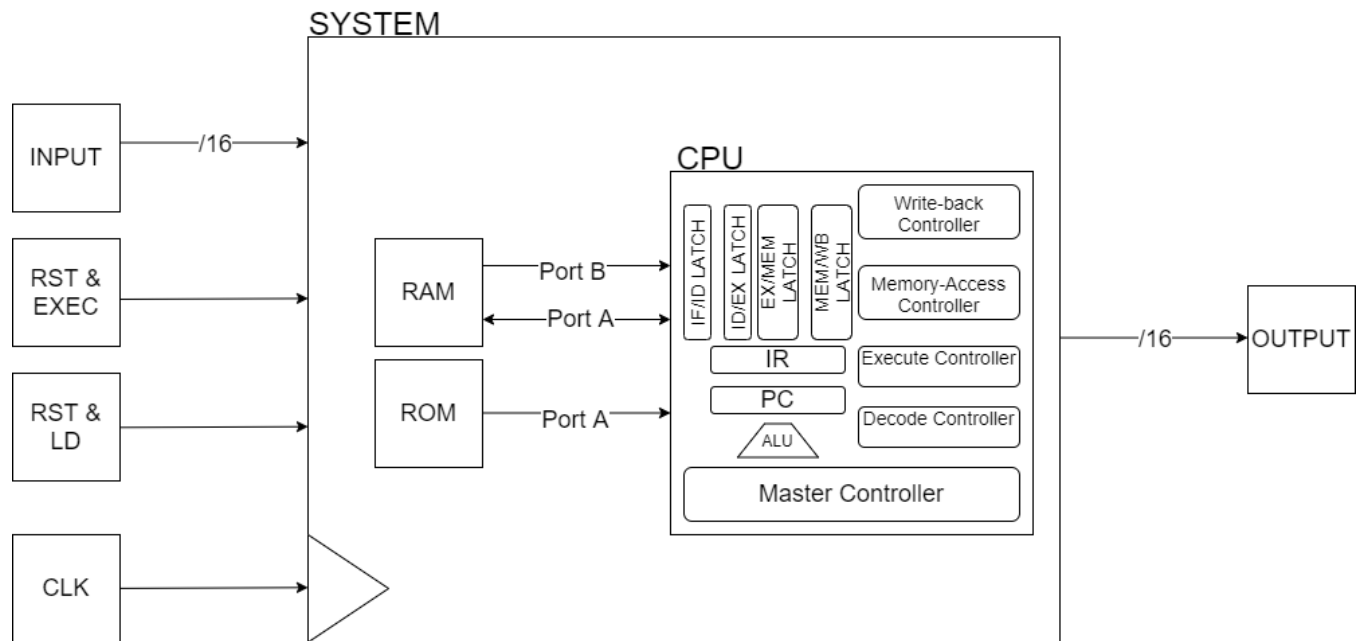 SYSTEM
INPUT
/16
RST &
EXEC
RST &
LD
CLK
RAM
ROM
Port B
Port A
Port A
CPU
IF/ID LATCH
ID/EX LATCH
EX/MEM
LATCH
MEM/WB
LATCH
Write-back
Controller
Memory-Access
Controller
Execute Controller
Decode Controller
IR
PC
ALU
Master Controller
/16
OUTPUT